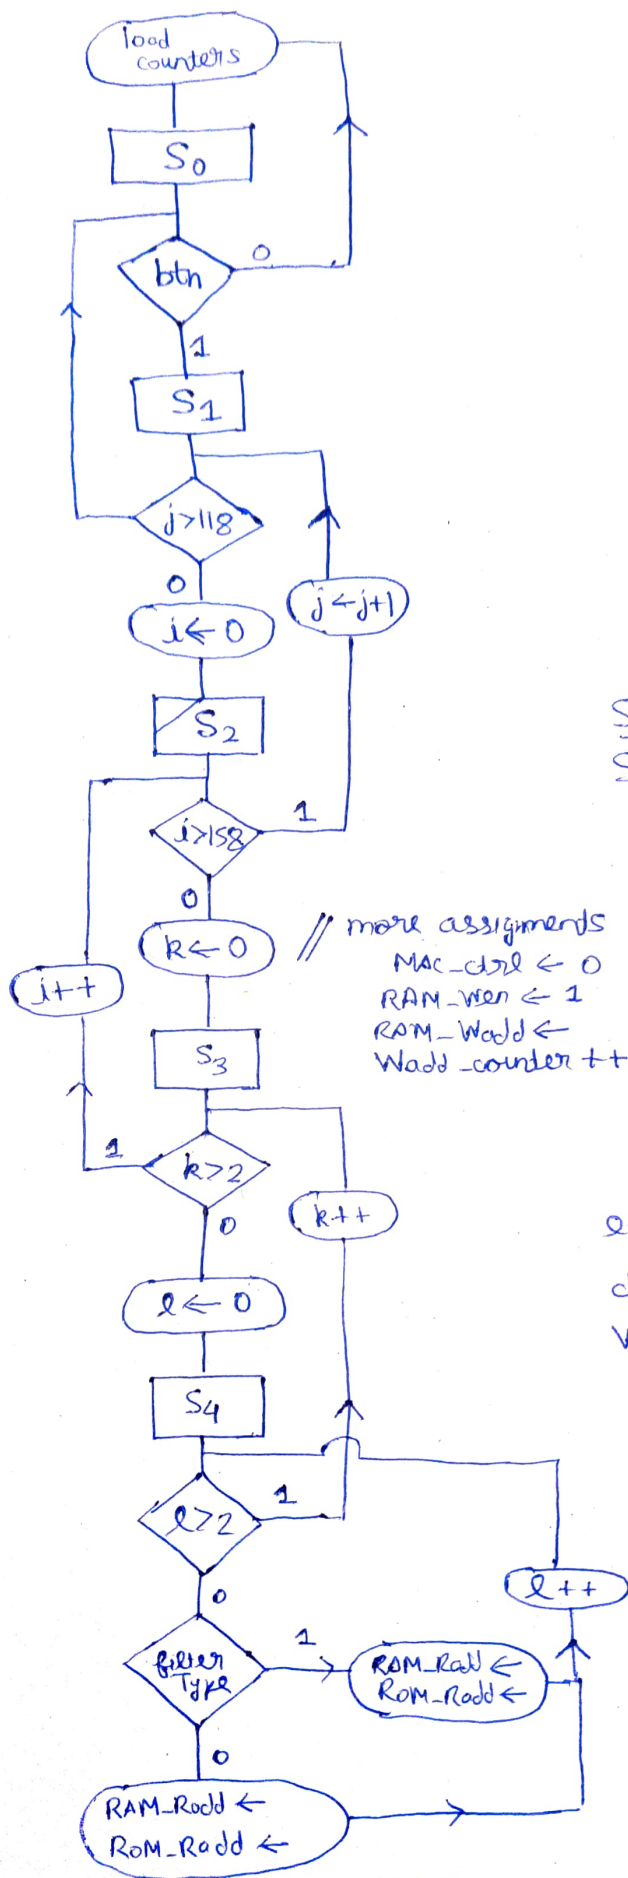 load
counters
S0
btn
0
1
S1
j>118
0
j←j+1
i←0
S2
i>158
1
0
k←0
// more assignments
MAC_ctrl ← 0
RAM_Wen ← 1
RAM_Wadd ←
Wadd_counter ++
i++
S3
1
k>2
0
k++
l←0
S4
l>2
1
0
l++
filter
Type
1
RAM_Radd ←
ROM_Radd ←
0
RAM_Radd ←
ROM_Radd ←